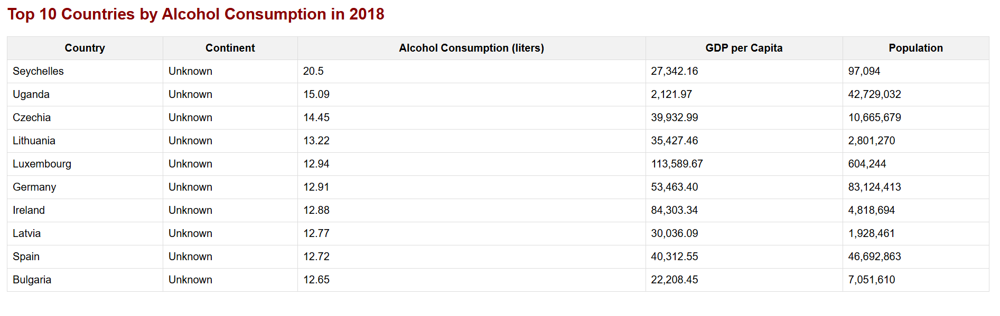 Top 10 Countries by Alcohol Consumption in 2018
Country Continent Alcohol Consumption (liters) GDP per Capita Population
Seychelles Unknown 20.5 27,342.16 97,094
Uganda Unknown 15.09 2,121.97 42,729,032
Czechia Unknown 14.45 39,932.99 10,665,679
Lithuania Unknown 13.22 35,427.46 2,801,270
Luxembourg Unknown 12.94 113,589.67 604,244
Germany Unknown 12.91 53,463.40 83,124,413
Ireland Unknown 12.88 84,303.34 4,818,694
Latvia Unknown 12.77 30,036.09 1,928,461
Spain Unknown 12.72 40,312.55 46,692,863
Bulgaria Unknown 12.65 22,208.45 7,051,610